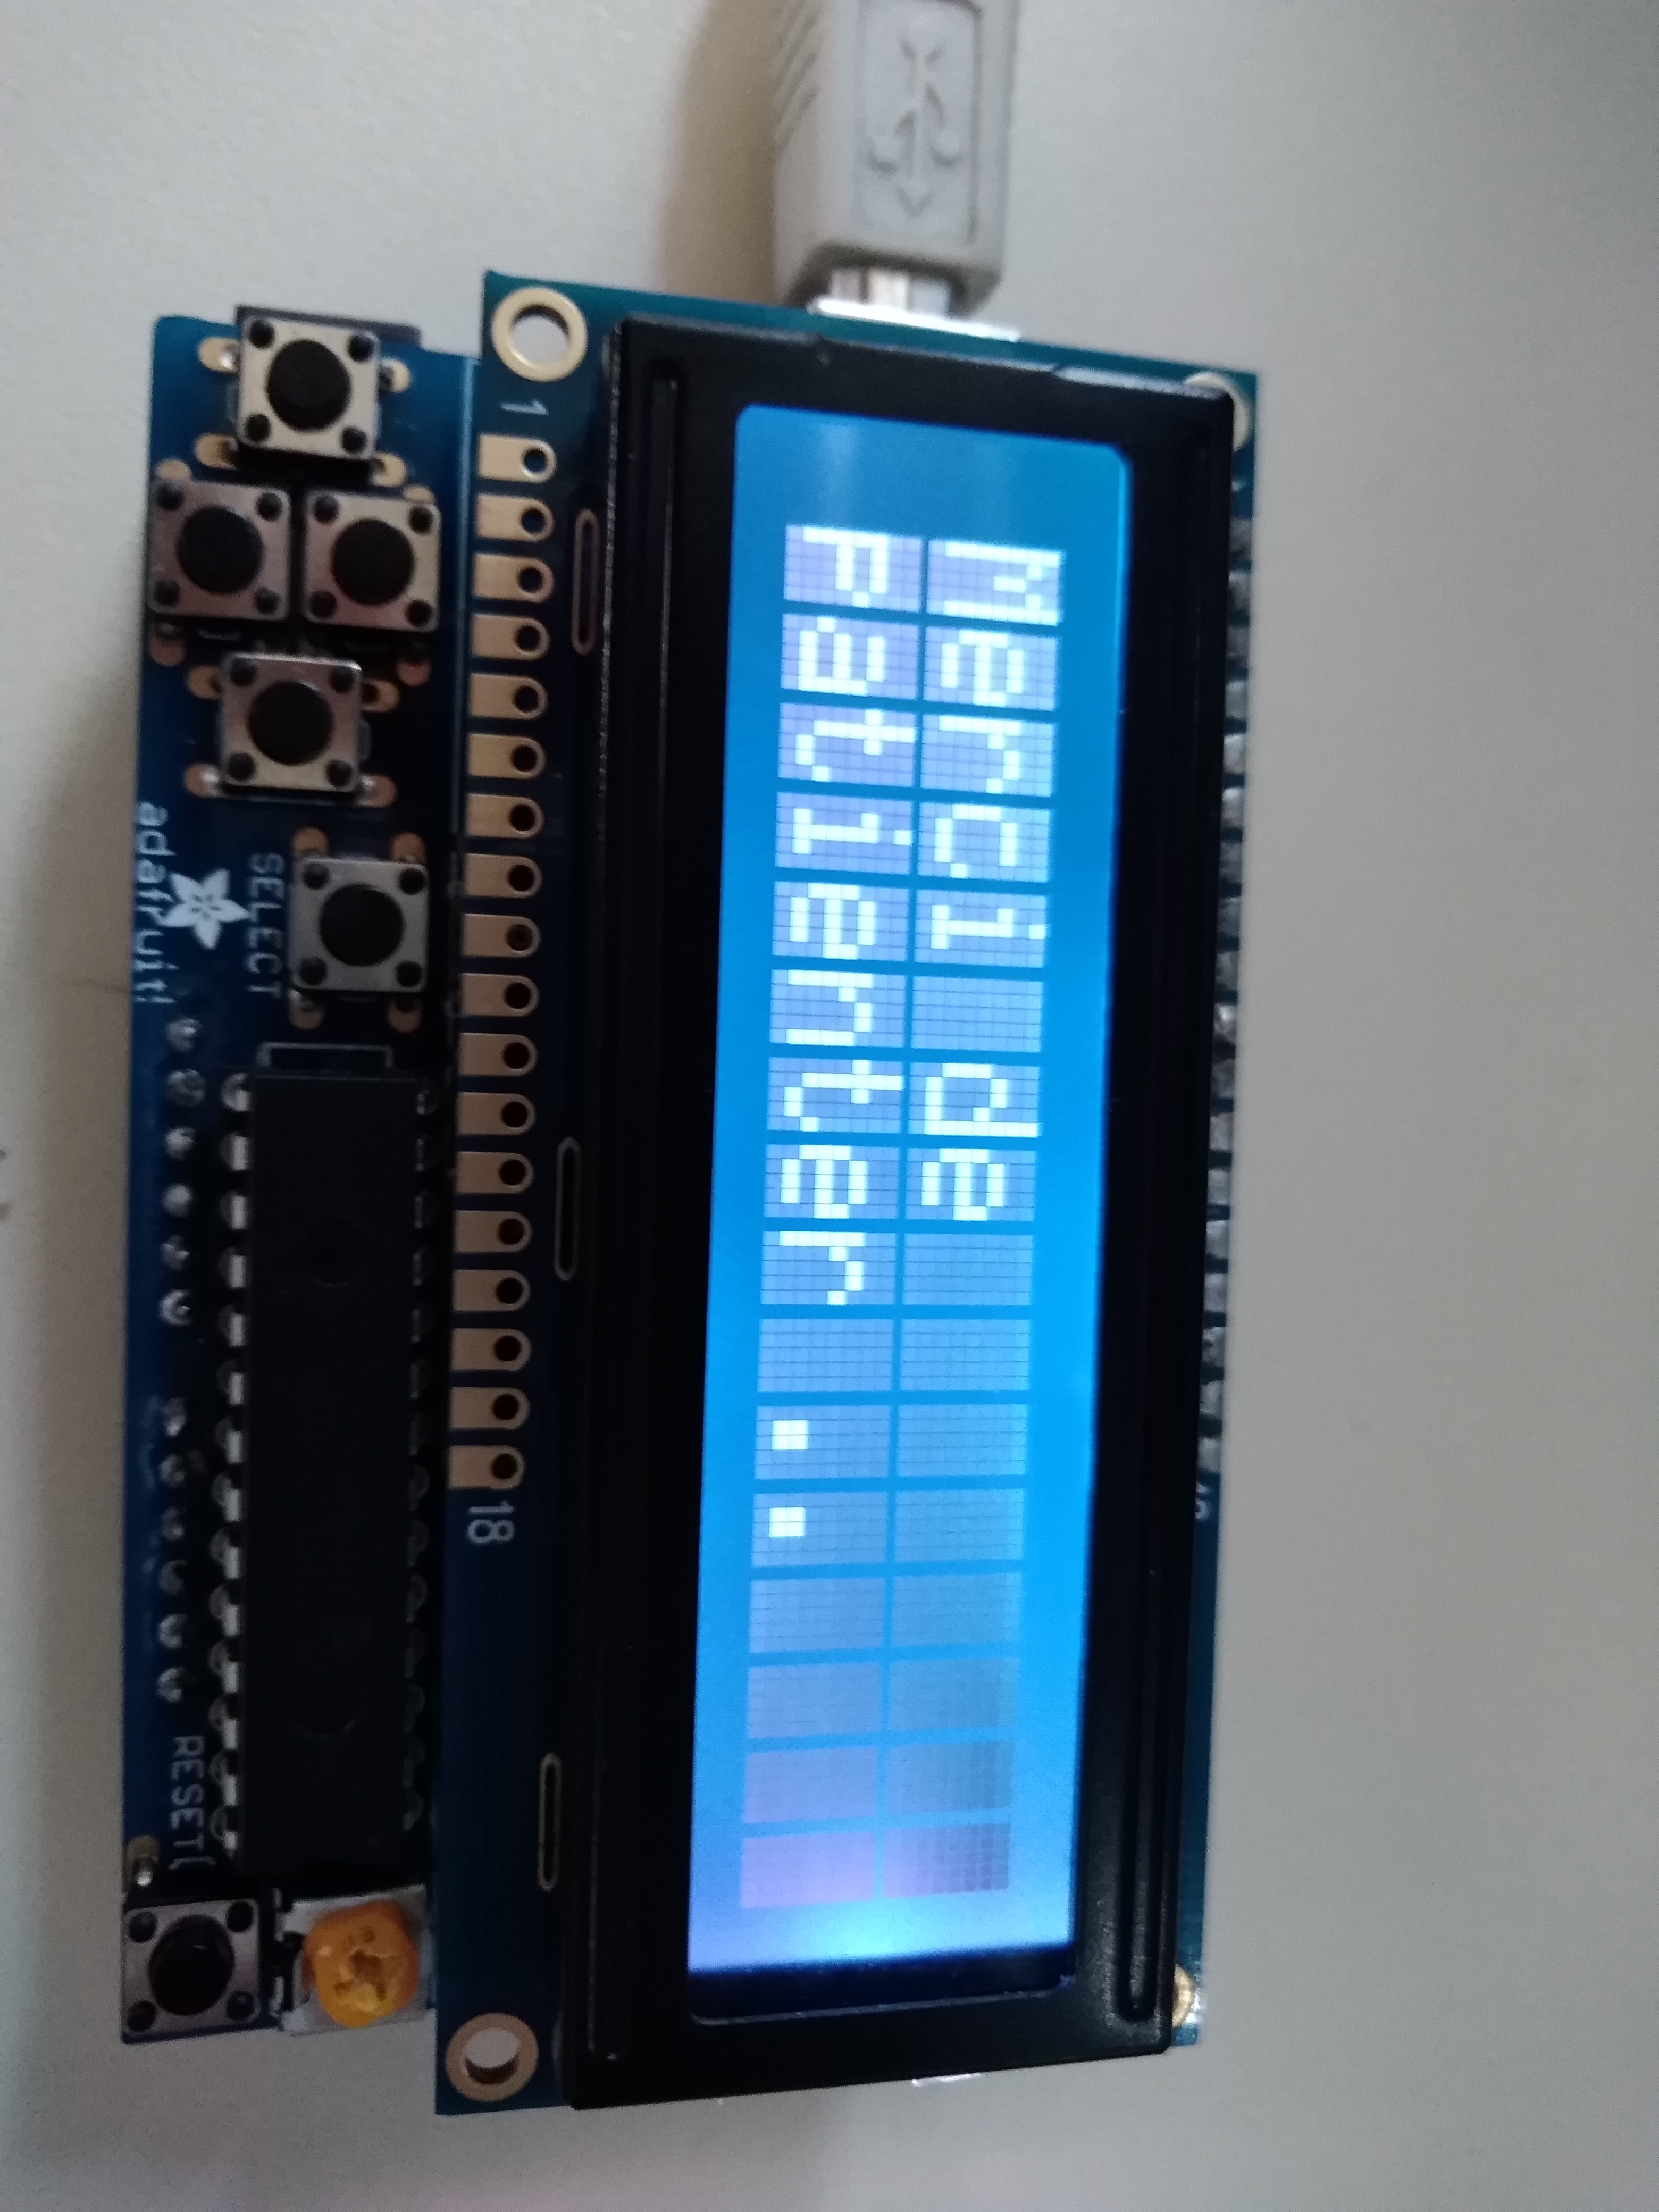 Merci de
patienter ..
1
18
SELECT
adafruit!
RESET